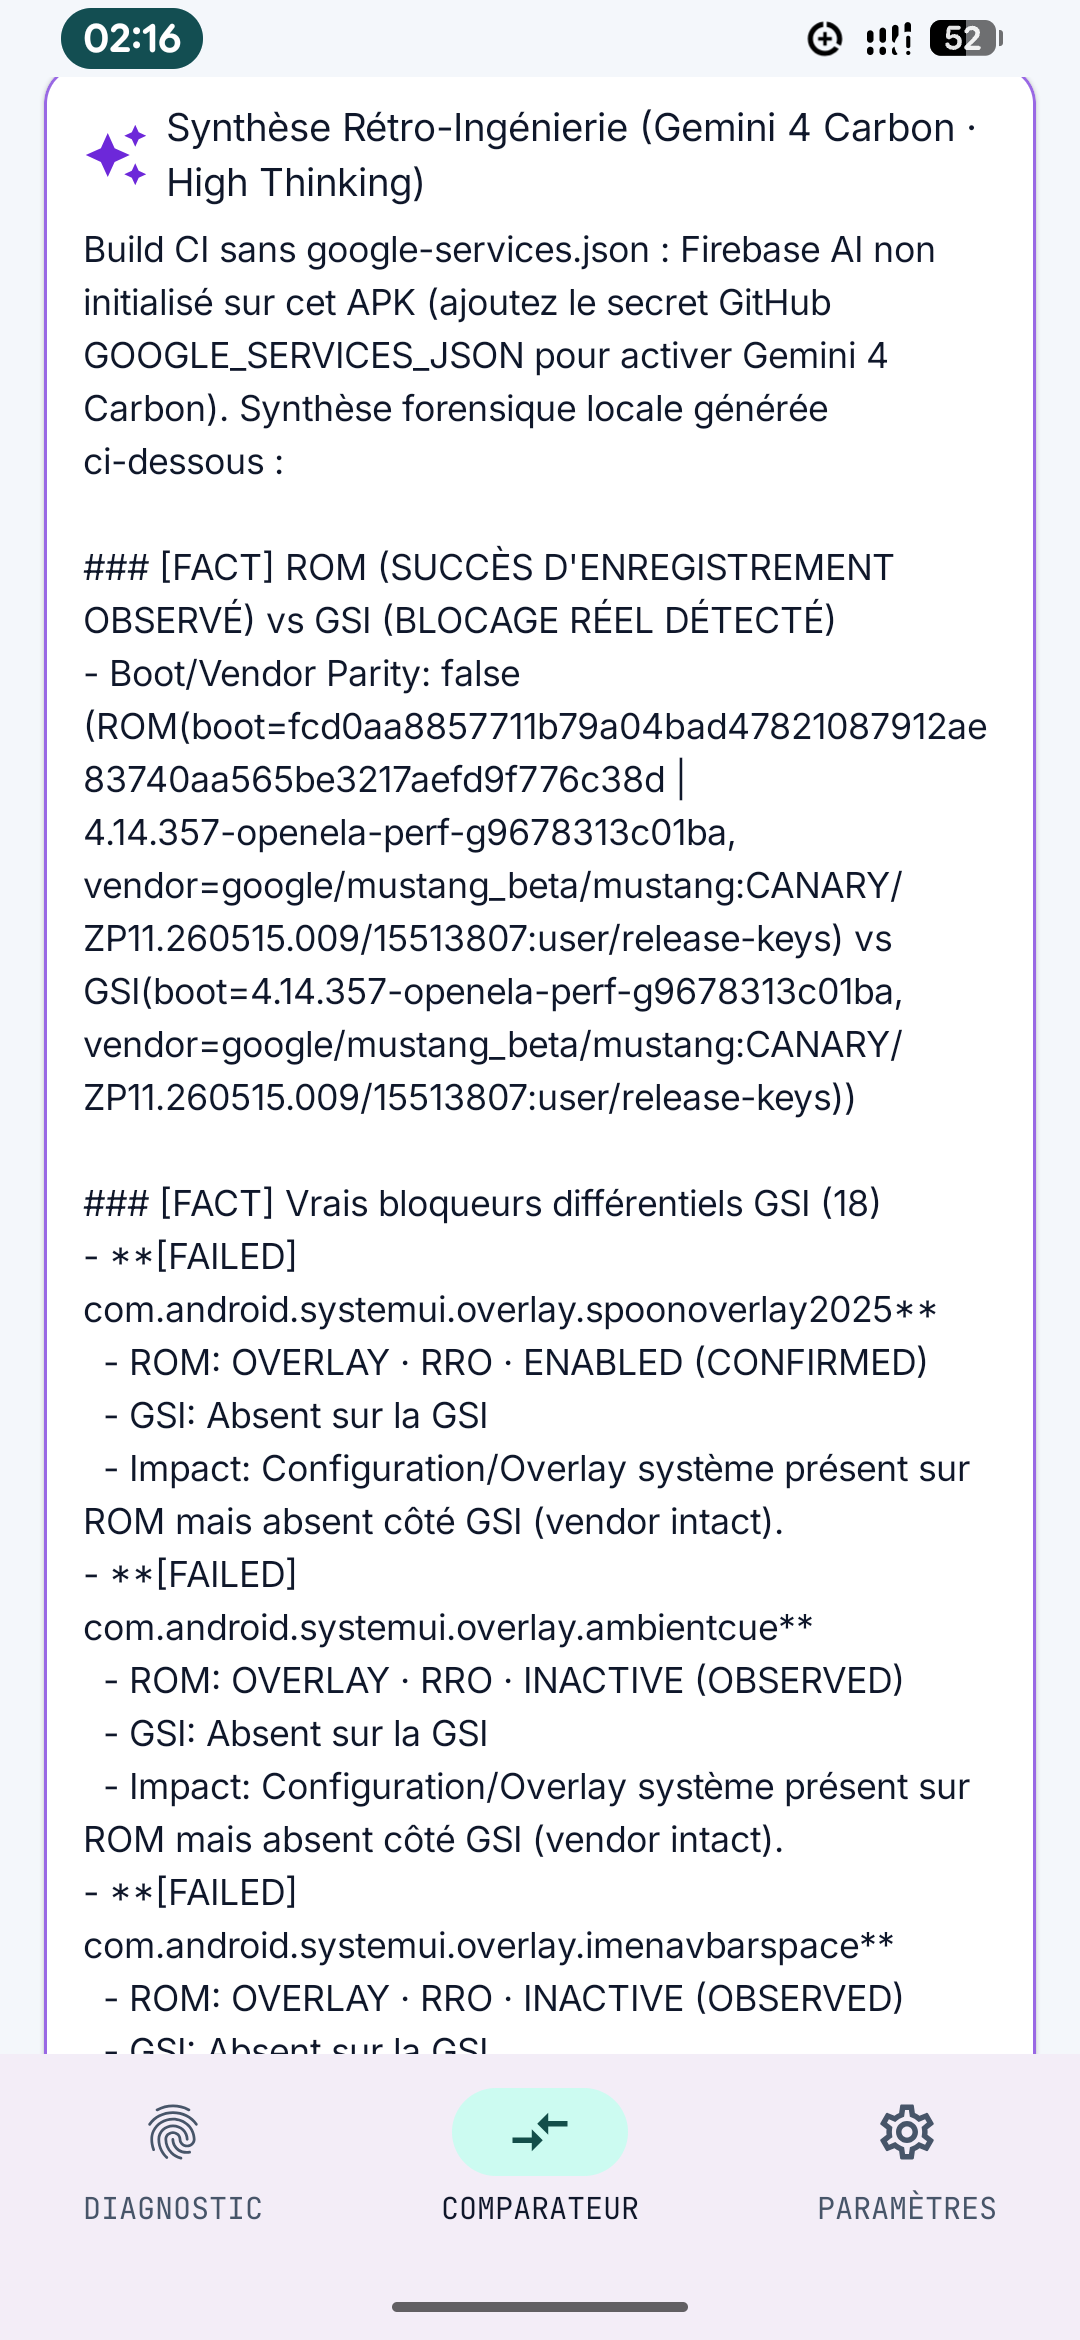 02:16
52
Synthèse Rétro-Ingénierie (Gemini 4 Carbon ·
High Thinking)
Build CI sans google-services.json : Firebase AI non
initialisé sur cet APK (ajoutez le secret GitHub
GOOGLE_SERVICES_JSON pour activer Gemini 4
Carbon). Synthèse forensique locale générée
ci-dessous :
### [FACT] ROM (SUCCÈS D'ENREGISTREMENT
OBSERVÉ) vs GSI (BLOCAGE RÉEL DÉTECTÉ)
- Boot/Vendor Parity: false
(ROM(boot=fcd0aa8857711b79a04bad47821087912ae
83740aa565be3217aefd9f776c38d |
4.14.357-openela-perf-g9678313c01ba,
vendor=google/mustang_beta/mustang:CANARY/
ZP11.260515.009/15513807:user/release-keys) vs
GSI(boot=4.14.357-openela-perf-g9678313c01ba,
vendor=google/mustang_beta/mustang:CANARY/
ZP11.260515.009/15513807:user/release-keys))
### [FACT] Vrais bloqueurs différentiels GSI (18)
- **[FAILED]
com.android.systemui.overlay.spoonoverlay2025**
- ROM: OVERLAY · RRO · ENABLED (CONFIRMED)
- GSI: Absent sur la GSI
- Impact: Configuration/Overlay système présent sur
ROM mais absent côté GSI (vendor intact).
- **[FAILED]
com.android.systemui.overlay.ambientcue**
- ROM: OVERLAY · RRO · INACTIVE (OBSERVED)
- GSI: Absent sur la GSI
- Impact: Configuration/Overlay système présent sur
ROM mais absent côté GSI (vendor intact).
- **[FAILED]
com.android.systemui.overlay.imenavbarspace**
- ROM: OVERLAY · RRO · INACTIVE (OBSERVED)
- GSI: Absent sur la GSI
DIAGNOSTIC
COMPARATEUR
PARAMÈTRES